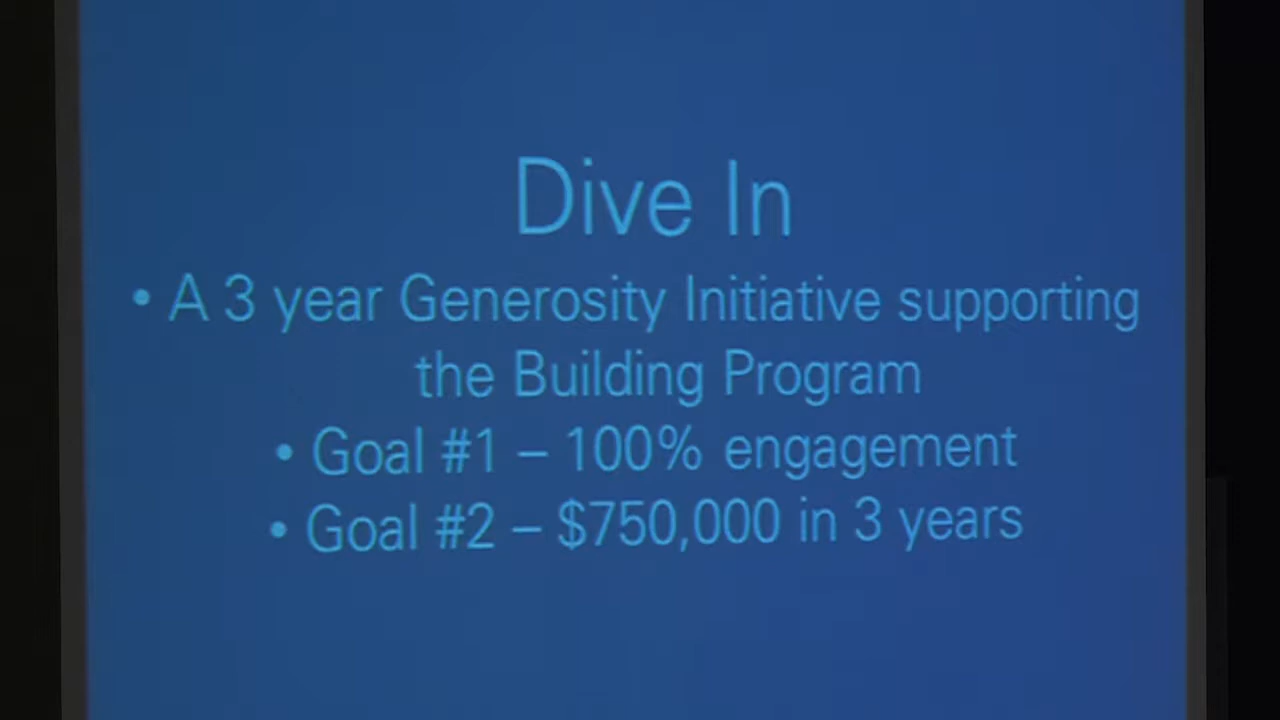 Dive In
• A 3 year Generosity Initiative supporting
the Building Program
• Goal #1 – 100% engagement
• Goal #2 – $750,000 in 3 years